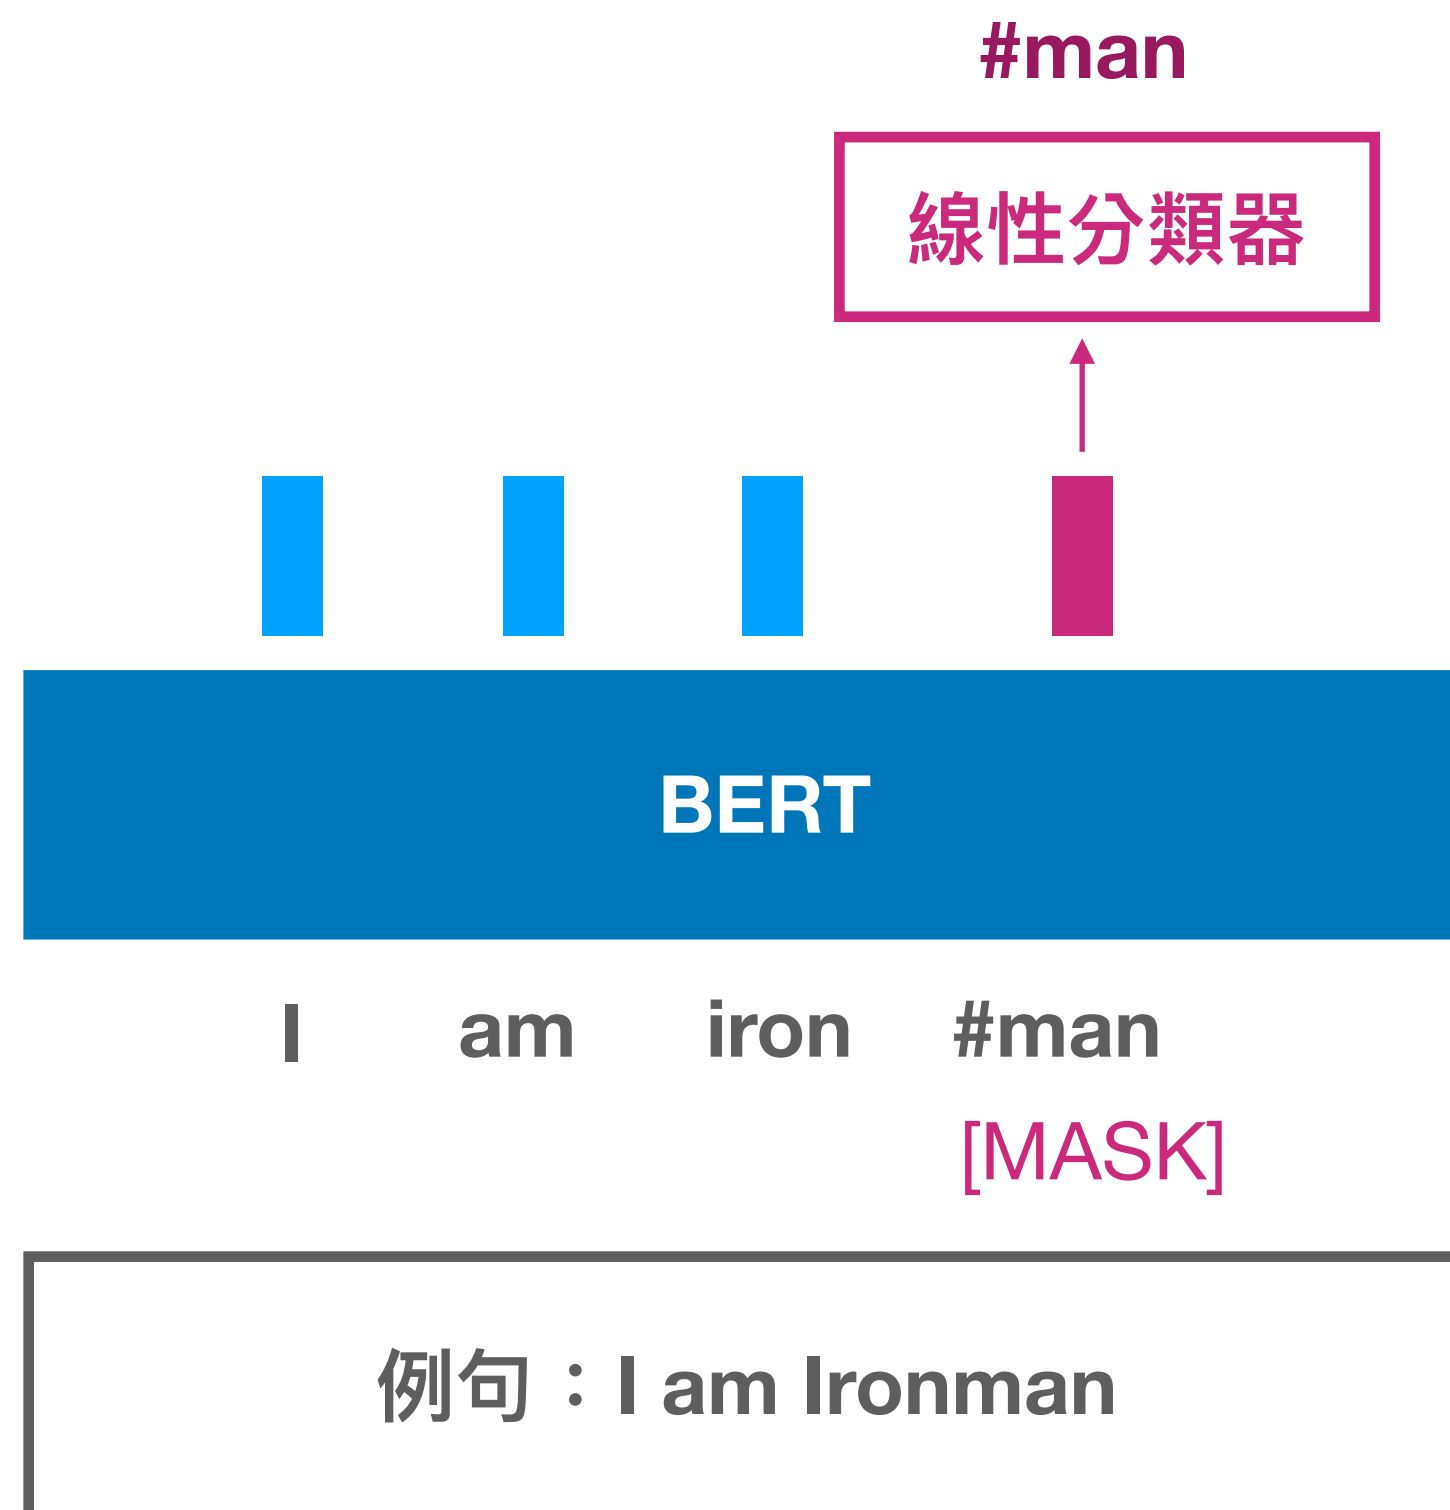 #man
線性分類器
BERT
I am iron #man
[MASK]
例句：I am Ironman